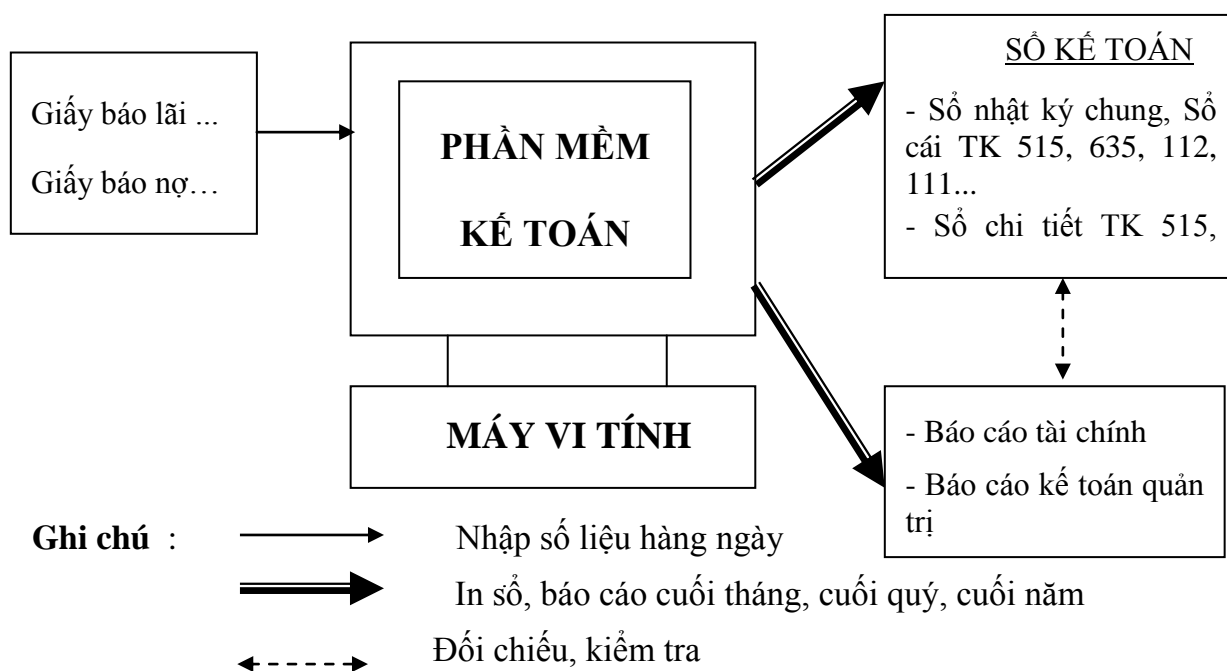 Giấy báo lãi ...
Giấy báo nợ…
PHẦN MỀM
KẾ TOÁN
MÁY VI TÍNH
SỔ KẾ TOÁN
- Sổ nhật ký chung, Sổ
cái TK 515, 635, 112,
111...
- Sổ chi tiết TK 515,
- Báo cáo tài chính
- Báo cáo kế toán quản
trị
Ghi chú :
Nhập số liệu hàng ngày
In sổ, báo cáo cuối tháng, cuối quý, cuối năm
Đối chiếu, kiểm tra